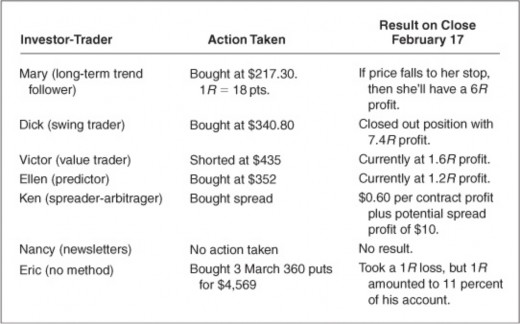 Investor-Trader Action Taken Result on Close February 17
Mary (long-term trend follower) Bought at $217.30. 1R = 18 pts. If price falls to her stop, then she'll have a 6R profit.
Dick (swing trader) Bought at $340.80 Closed out position with 7.4R profit.
Victor (value trader) Shorted at $435 Currently at 1.6R profit.
Ellen (predictor) Bought at $352 Currently at 1.2R profit.
Ken (spreader-arbitrager) Bought spread $0.60 per contract profit plus potential spread profit of $10.
Nancy (newsletters) No action taken No result.
Eric (no method) Bought 3 March 360 puts for $4,569 Took a 1R loss, but 1R amounted to 11 percent of his account.